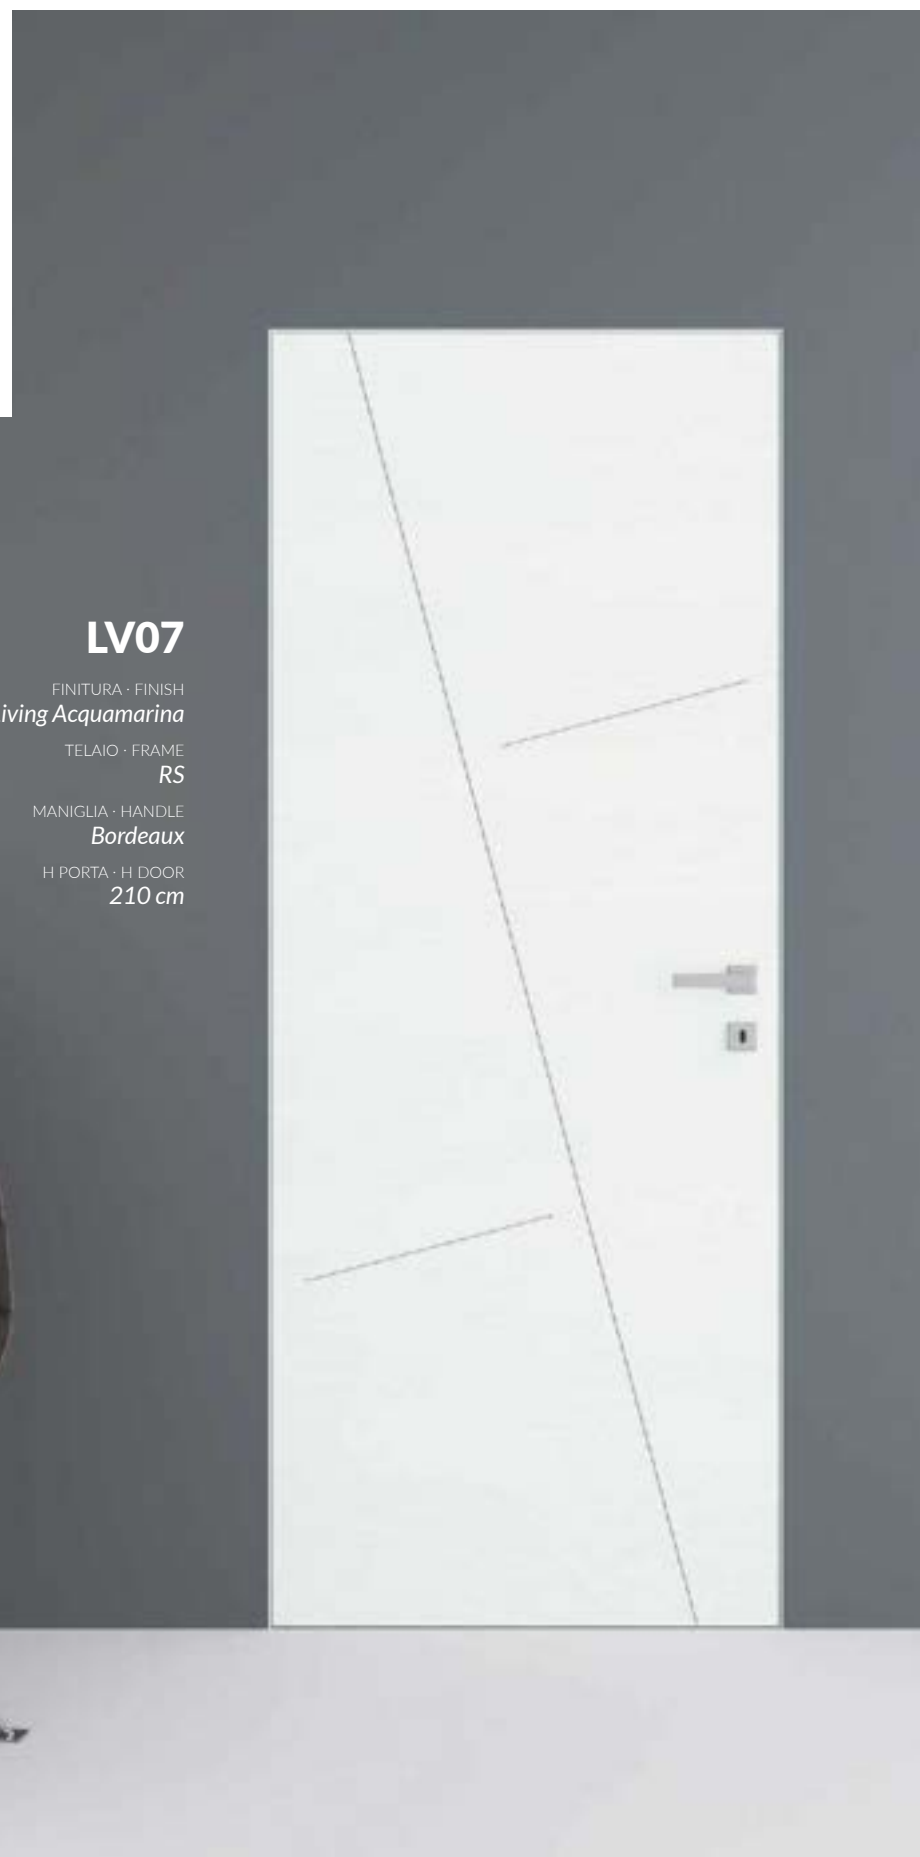 LV07
FINITURA · FINISH
iving Acquamarina
TELAIO · FRAME
RS
MANIGLIA · HANDLE
Bordeaux
H PORTA · H DOOR
210 cm